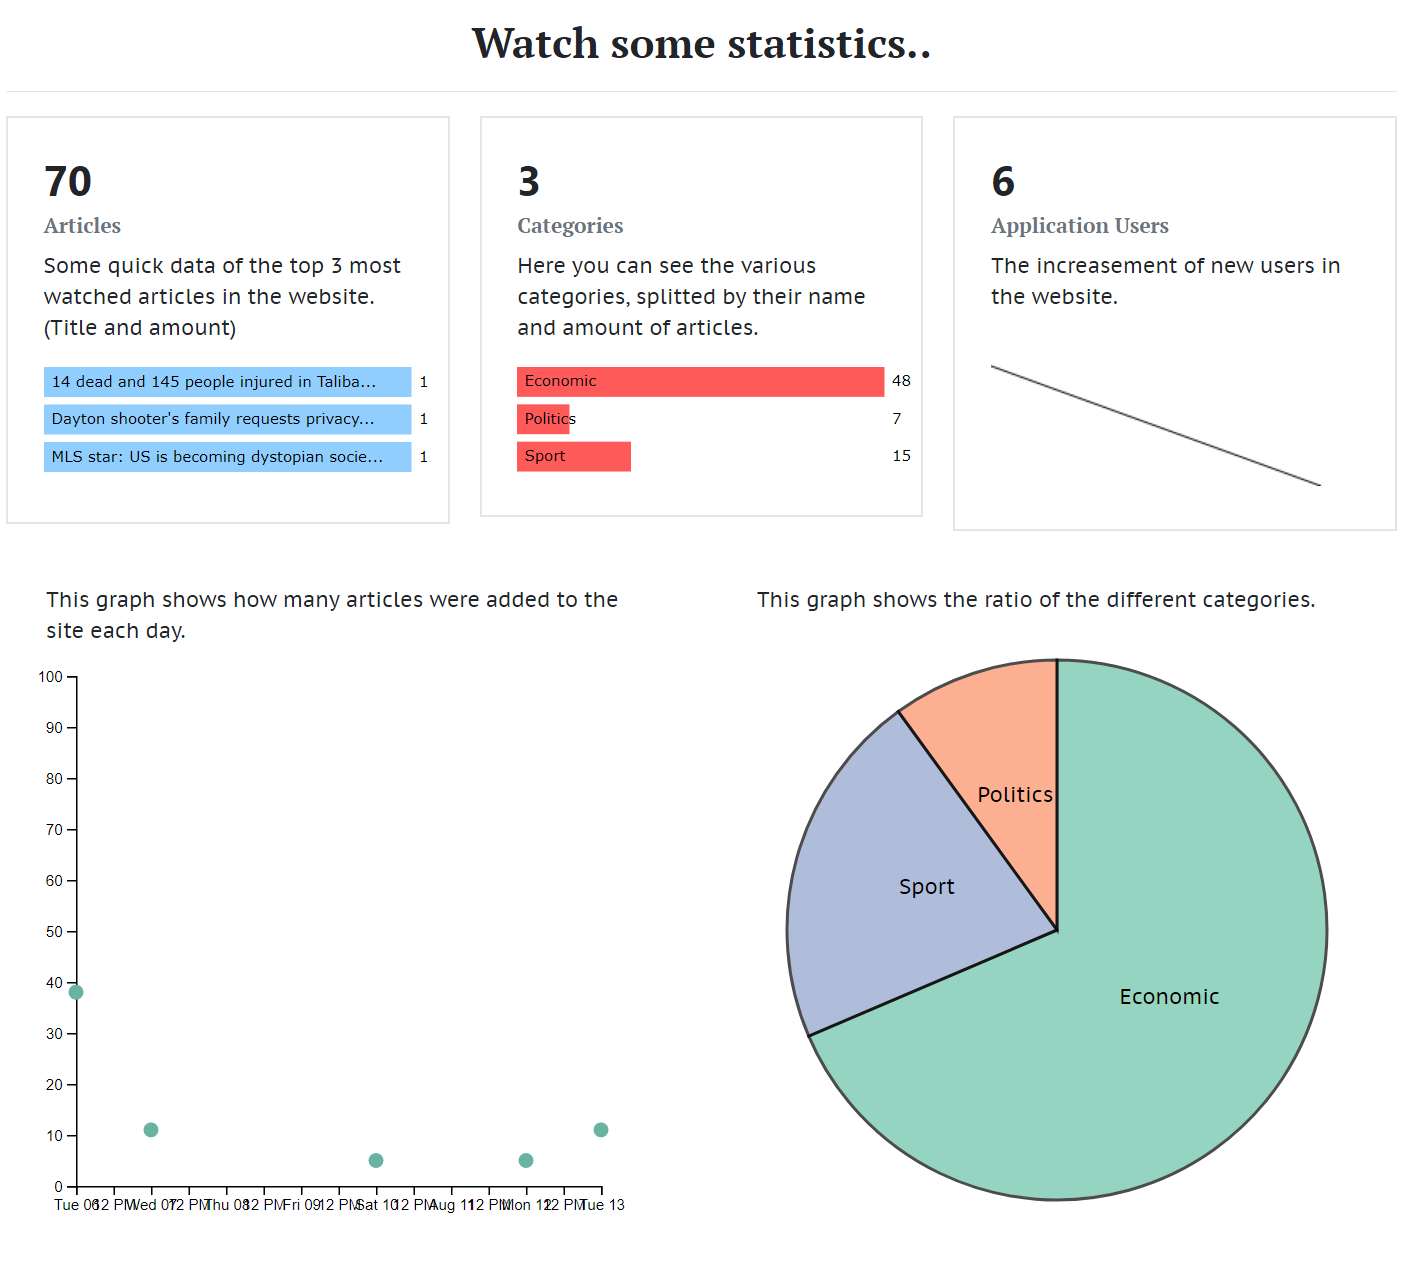 Watch some statistics..
70
Articles
Some quick data of the top 3 most
watched articles in the website.
(Title and amount)
14 dead and 145 people injured in Taliba... 1
Dayton shooter's family requests privacy... 1
MLS star: US is becoming dystopian socie... 1
3
Categories
Here you can see the various
categories, splitted by their name
and amount of articles.
Economic 48
Politics 7
Sport 15
6
Application Users
The increasement of new users in
the website.
This graph shows how many articles were added to the
site each day.
100
90
80
70
60
50
40
30
20
10
0
Tue 06 12 PM Wed 07 12 PM Thu 08 12 PM Fri 09 12 PM Sat 10 12 PM Aug 11 12 PM Mon 12 12 PM Tue 13
This graph shows the ratio of the different categories.
Politics
Sport
Economic